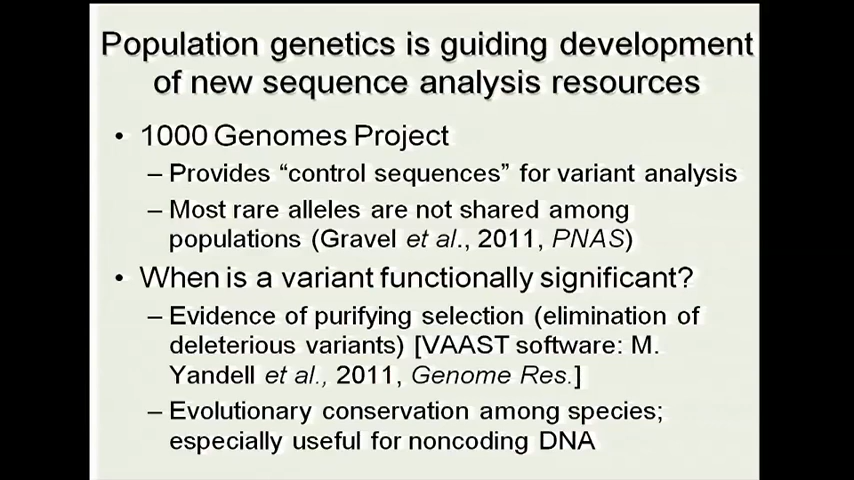 Population genetics is guiding development
of new sequence analysis resources
• 1000 Genomes Project
– Provides “control sequences” for variant analysis
– Most rare alleles are not shared among
populations (Gravel et al., 2011, PNAS)
• When is a variant functionally significant?
– Evidence of purifying selection (elimination of
deleterious variants) [VAAST software: M.
Yandell et al., 2011, Genome Res.]
– Evolutionary conservation among species;
especially useful for noncoding DNA